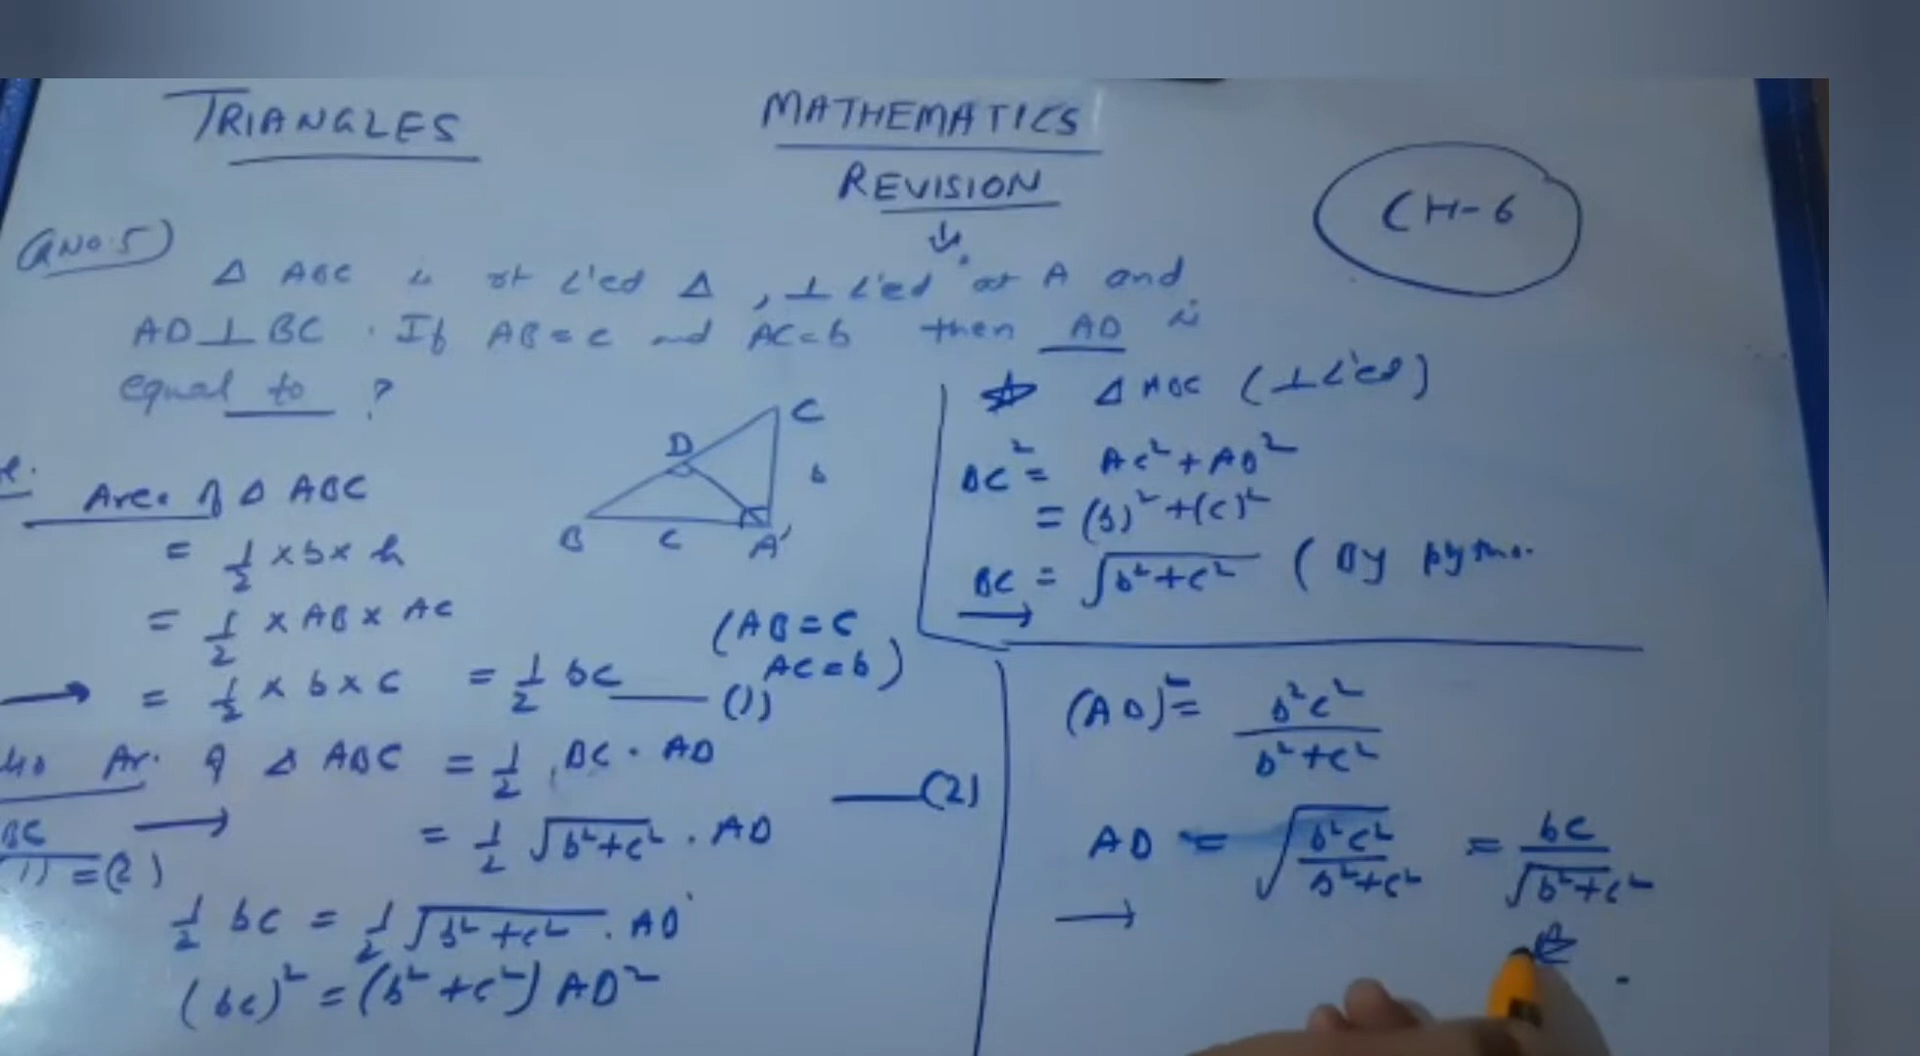 TRIANGLES
MATHEMATICS
REVISION
CH-6
QNO.5)
Δ ABC is rt L'ed Δ, ⊥ L'ed at A and
AD ⊥ BC. If AB = c and AC = b then AD is
equal to ?
Area of Δ ABC
= 1/2 × b × h
= 1/2 × AB × AC
= 1/2 × b × c = 1/2 bc (1)
(AB = c
AC = b)
Ar. of Δ ABC = 1/2 BC . AD
= 1/2 √b²+c² . AD (2)
BC →
1) = (2)
1/2 bc = 1/2 √b²+c² . AD
(bc)² = (b²+c²) AD²
D
C
b
B
c
A
Δ ABC (⊥ L'ed)
BC² = AC² + AB²
= (b)² + (c)²
BC = √b²+c² (By pytho.
(AD)² = b²c² / b²+c²
AD = √b²c²/b²+c² = bc/√b²+c²